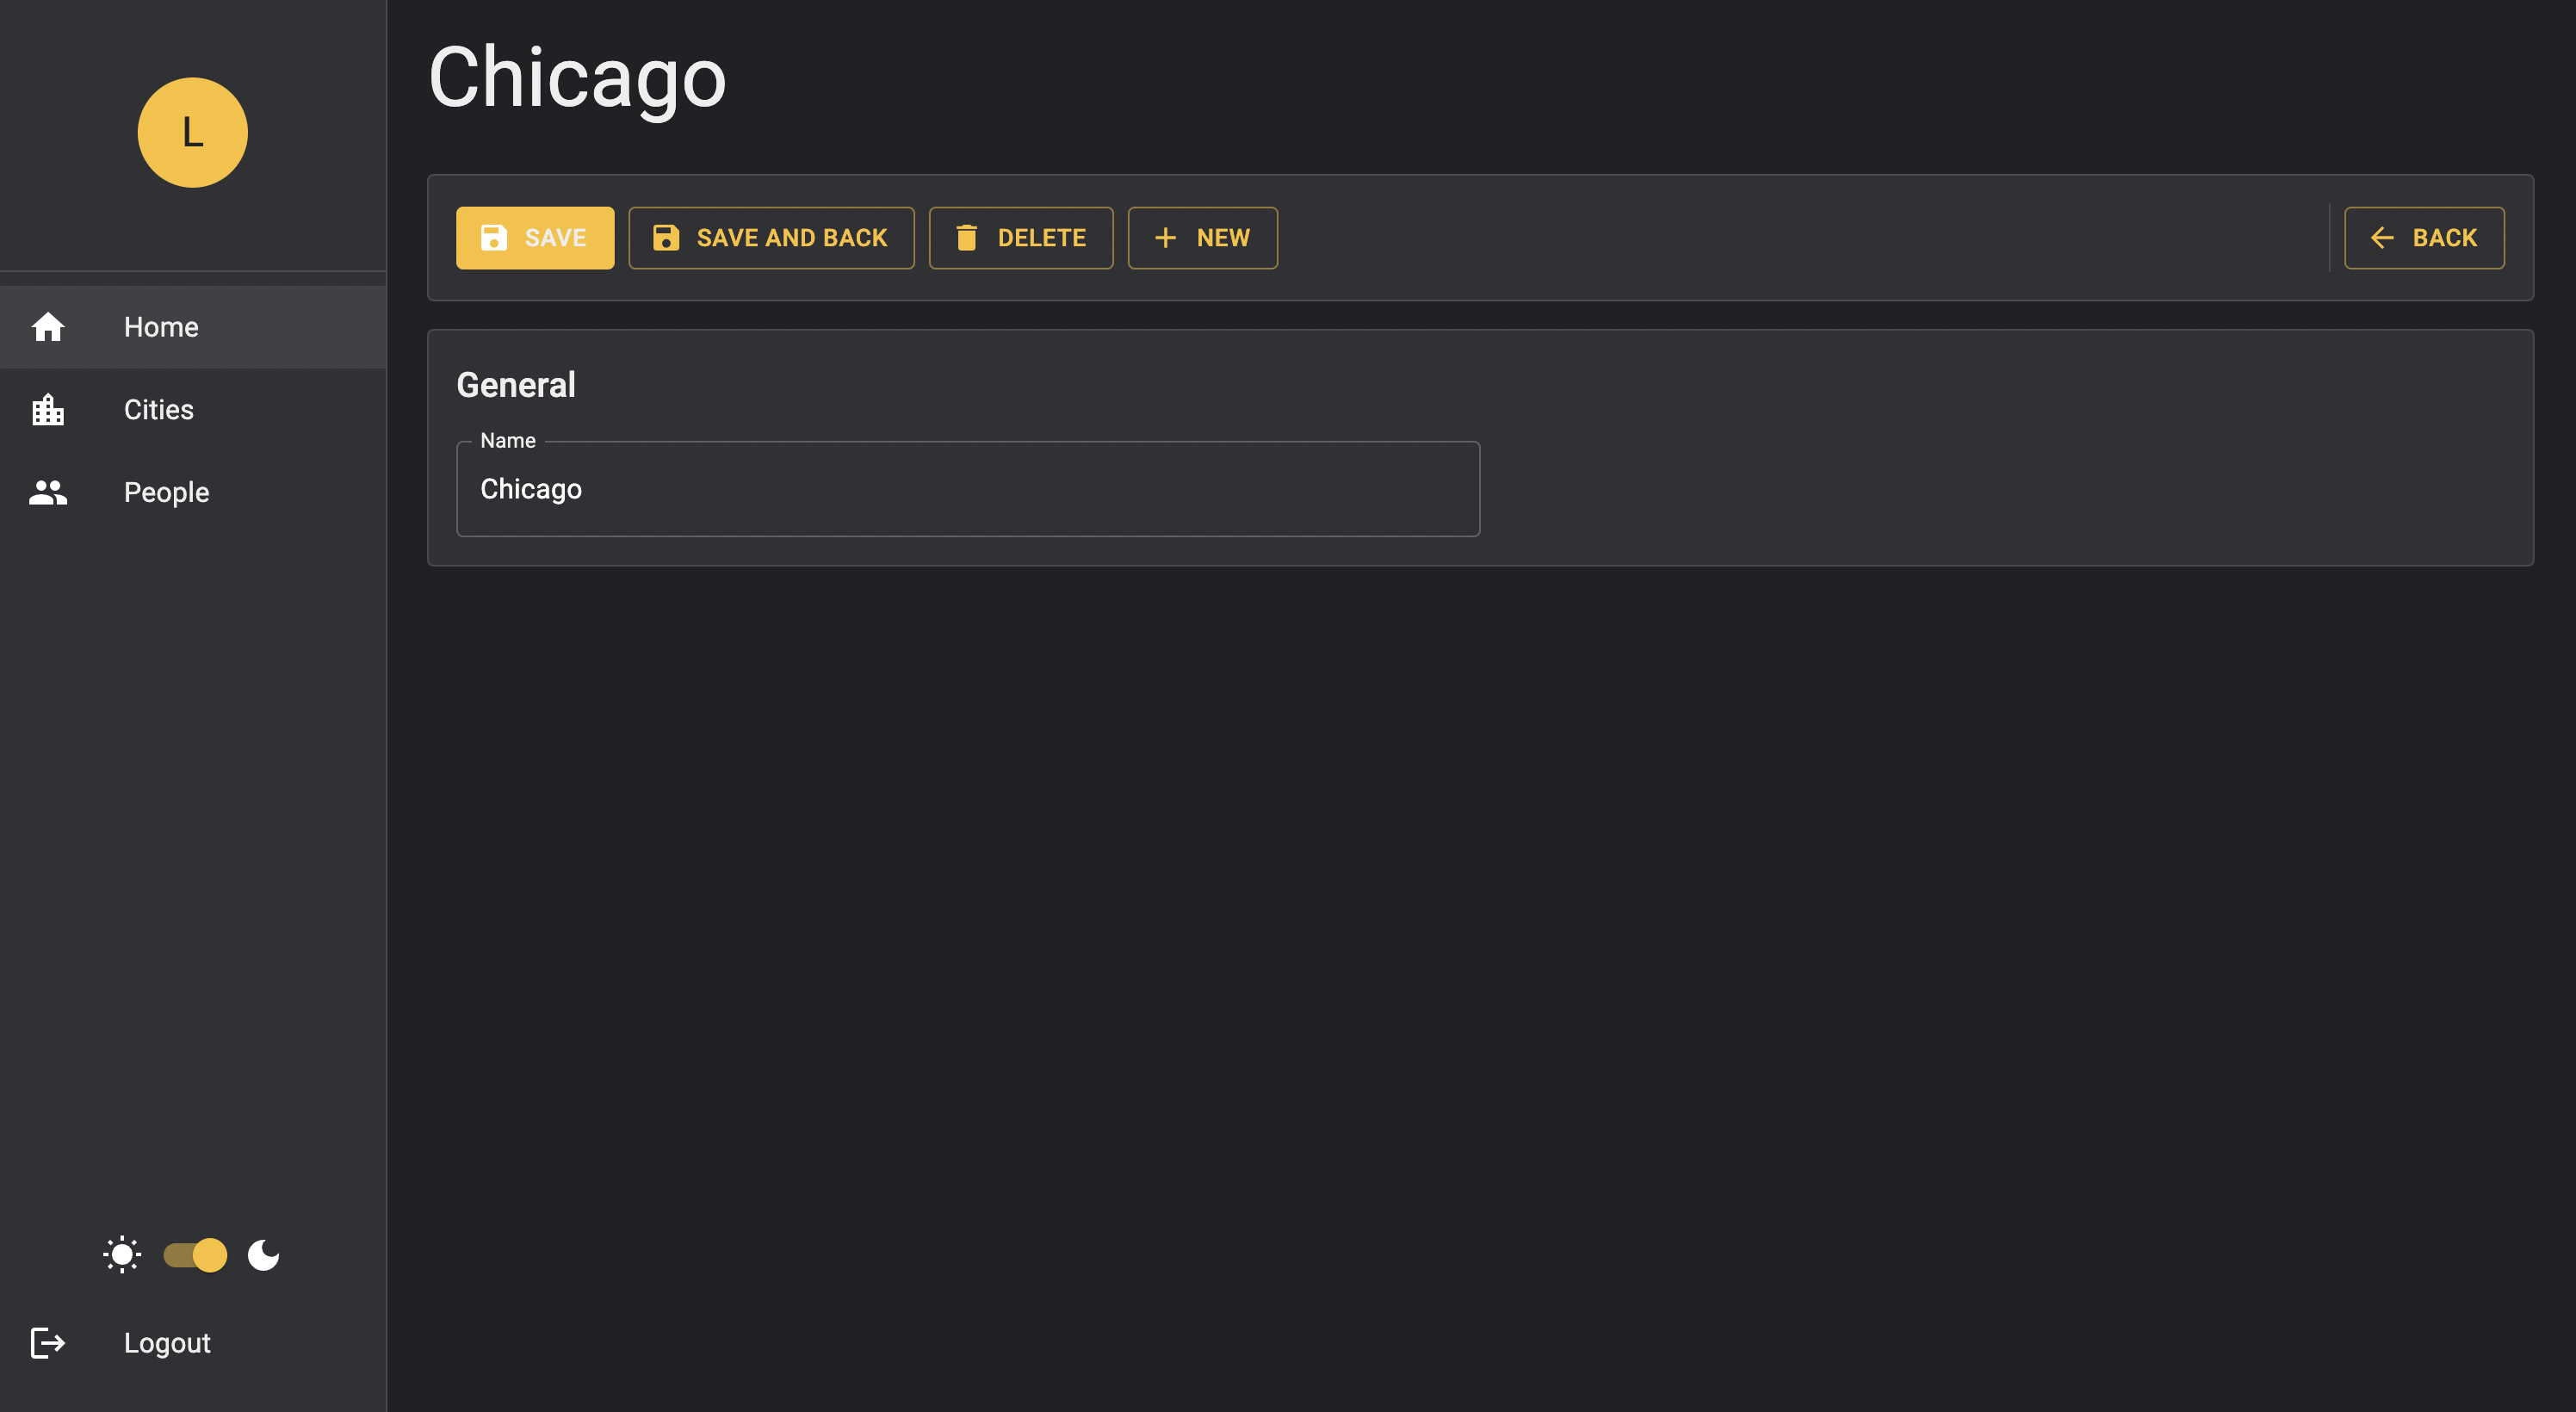 L
Home
Cities
People
Logout
Chicago
SAVE
SAVE AND BACK
DELETE
NEW
BACK
General
Name
Chicago